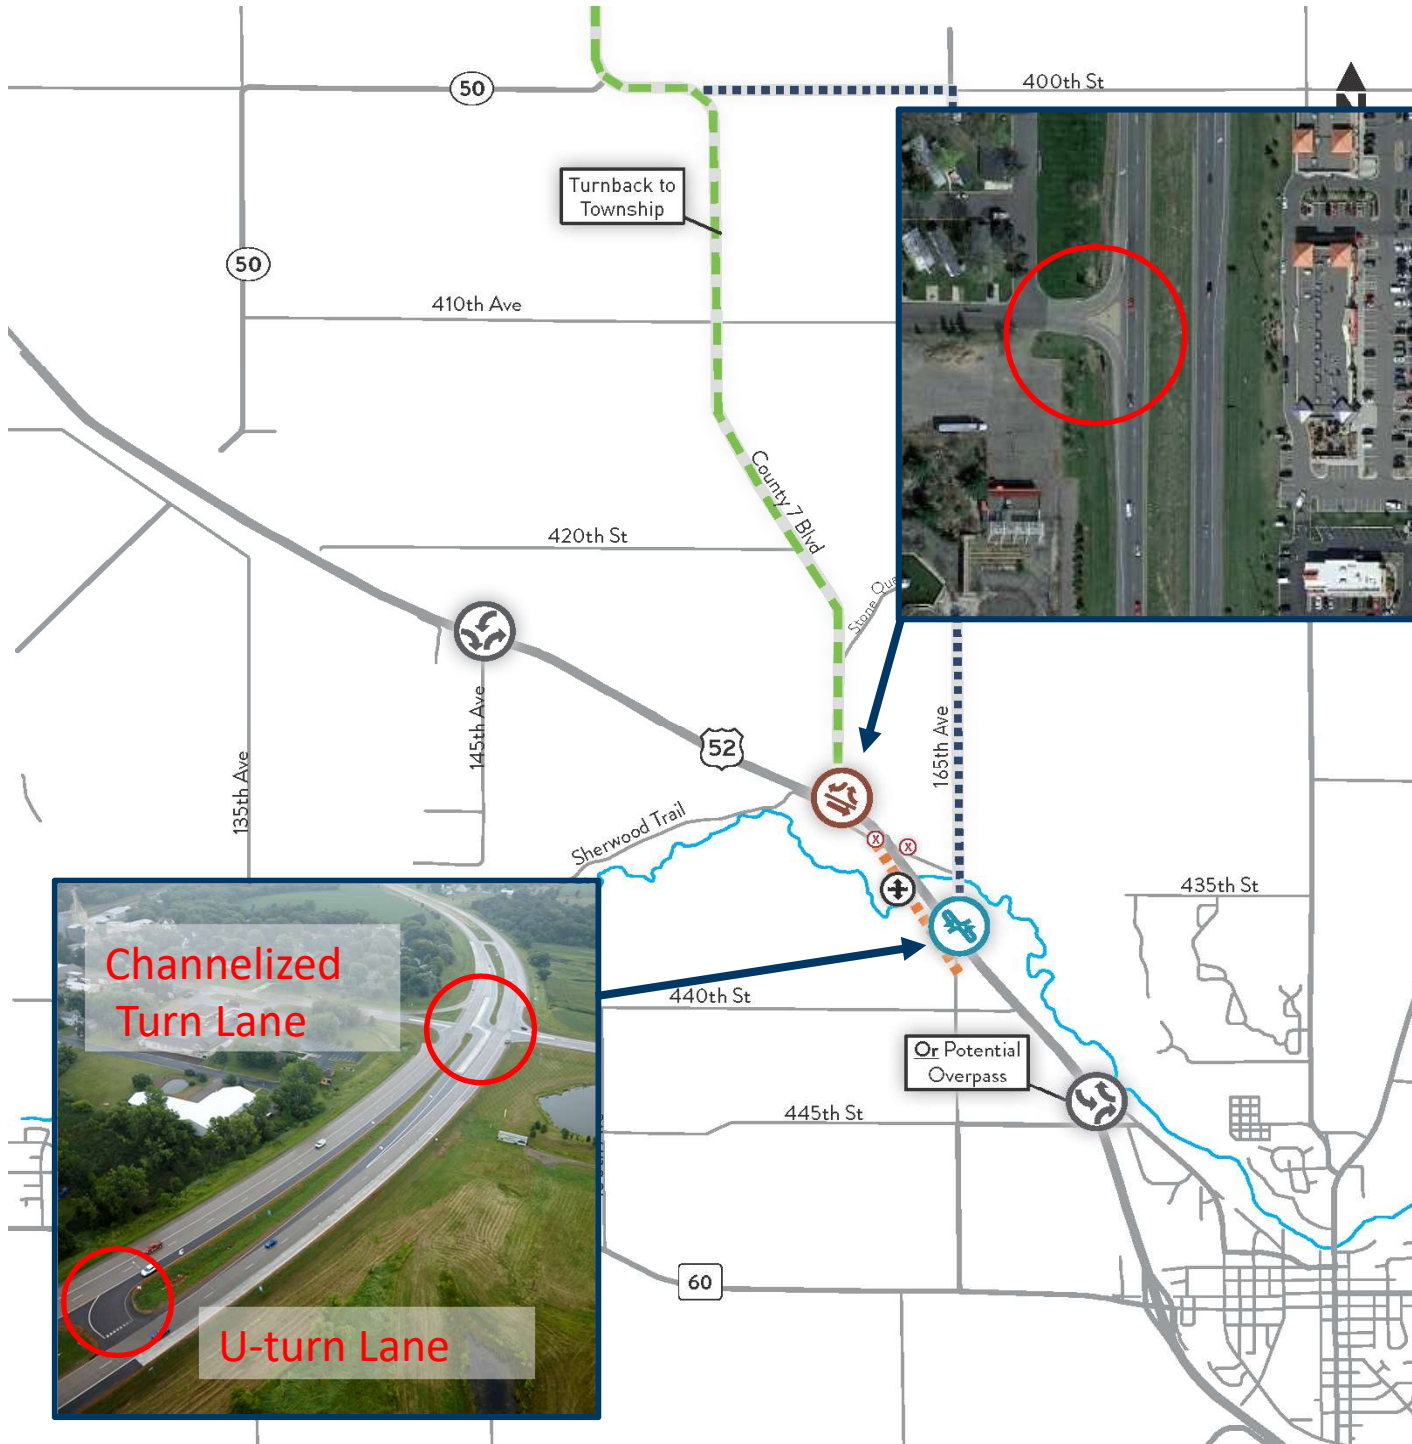 50
400th St
N
Turnback to
Township
50
410th Ave
County 7 Blvd
420th St
Stone
145th Ave
52
165th Ave
135th Ave
Sherwood Trail
X
X
435th St
Channelized
Turn Lane
440th St
Or Potential
Overpass
445th St
60
U-turn Lane